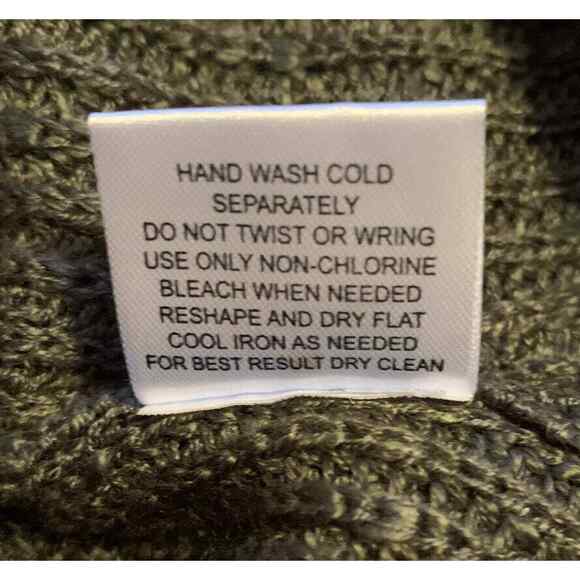 HAND WASH COLD
SEPARATELY
DO NOT TWIST OR WRING
USE ONLY NON-CHLORINE
BLEACH WHEN NEEDED
RESHAPE AND DRY FLAT
COOL IRON AS NEEDED
FOR BEST RESULT DRY CLEAN